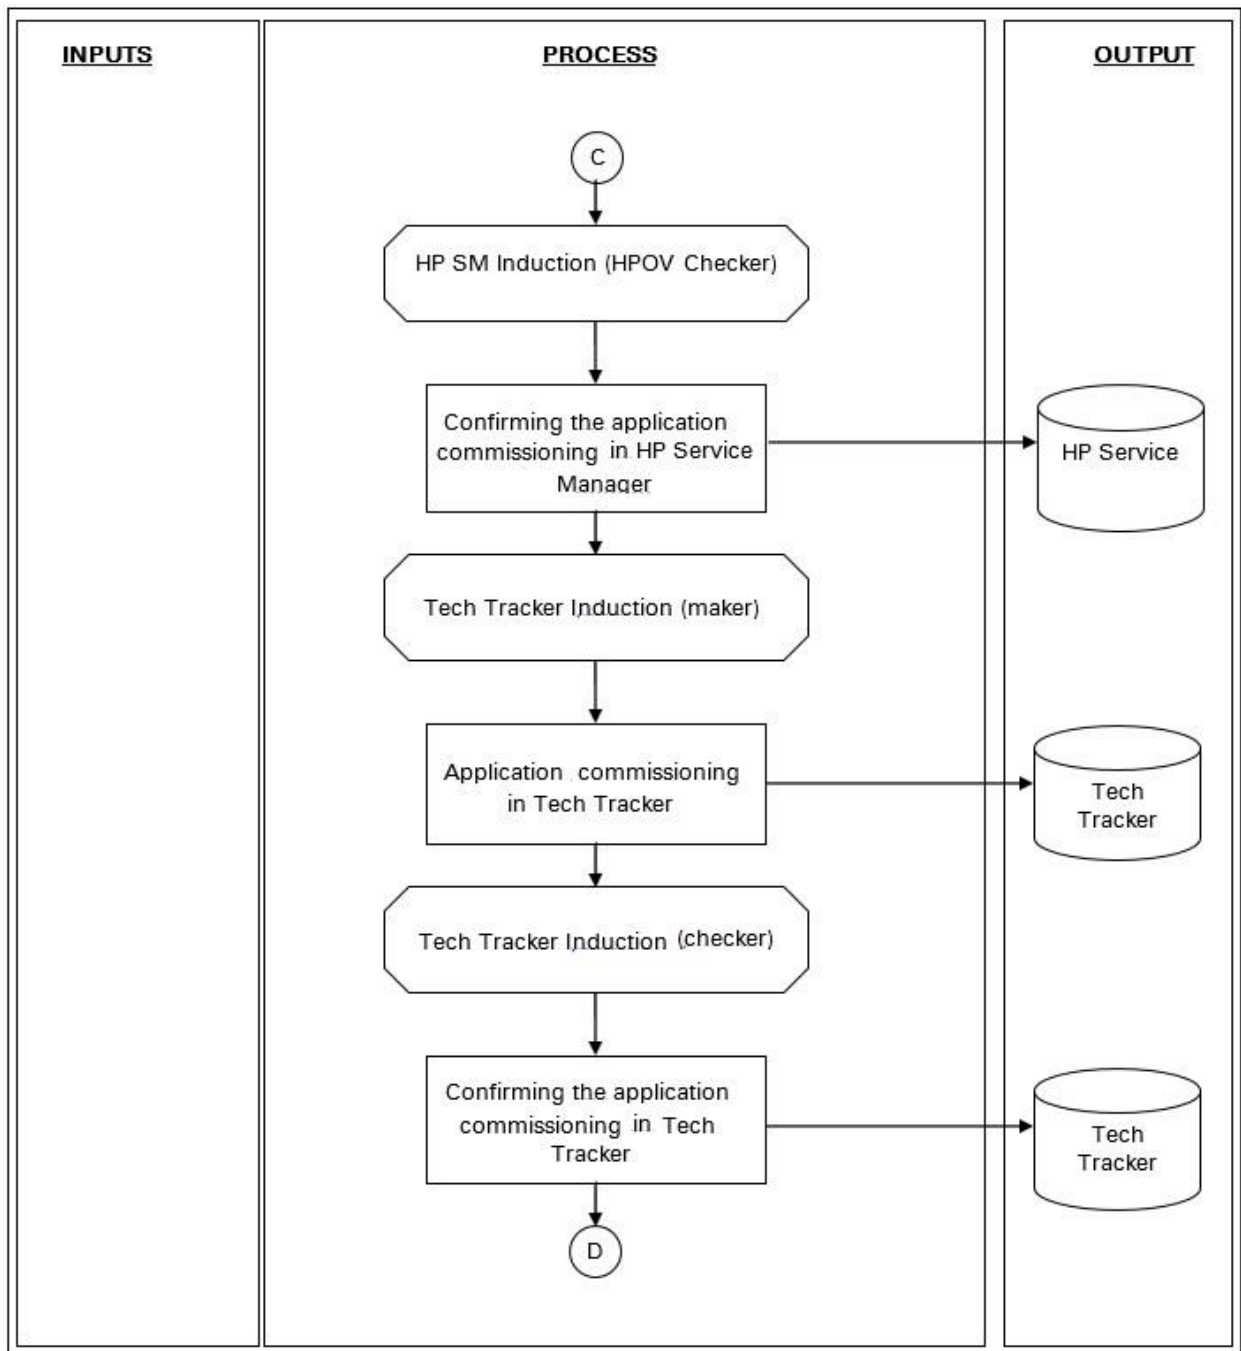 INPUTS
PROCESS
OUTPUT
C
HP SM Induction (HPOV Checker)
Confirming the application
commissioning in HP Service
Manager
HP Service
Tech Tracker Induction (maker)
Application commissioning
in Tech Tracker
Tech
Tracker
Tech Tracker Induction (checker)
Confirming the application
commissioning in Tech
Tracker
Tech
Tracker
D